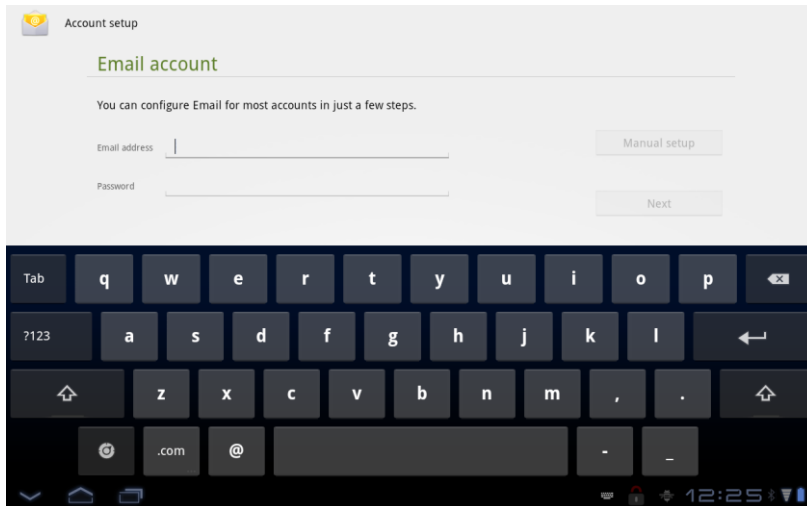 Account setup
Email account
You can configure Email for most accounts in just a few steps.
Email address
Manual setup
Password
Next
Tab q w e r t y u i o p
?123 a s d f g h j k l
z x c v b n m , .
.com @ - _
12:25